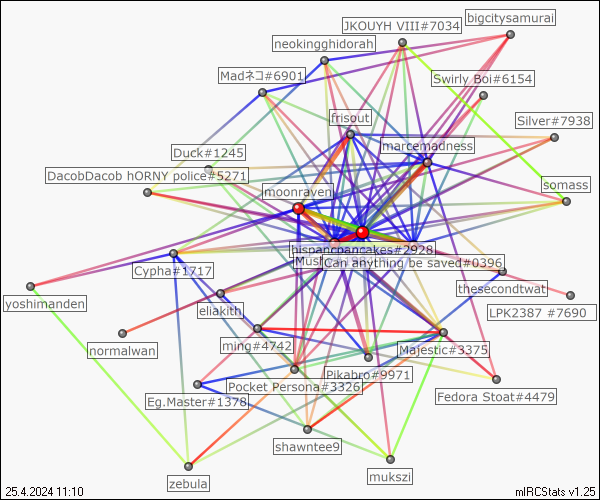 bigcitysamurai
JKOUYH VIII#7034
neokingghidorah
Madネコ#6901
Swirly Boi#6154
frisout
Silver#7938
marcemadness
Duck#1245
DacobDacob hORNY police#5271
moonraven
somass
hispancpancakes#2928
Can anything be saved#0396
Cypha#1717
thesecondtwat
yoshimanden
eliakith
LPK2387 #7690
normalwan
ming#4742
Majestic#3375
Pikabro#9971
Pocket Persona#3326
Fedora Stoat#4479
Eg.Master#1378
shawntee9
mukszi
zebula
25.4.2024 11:10
mIRCStats v1.25